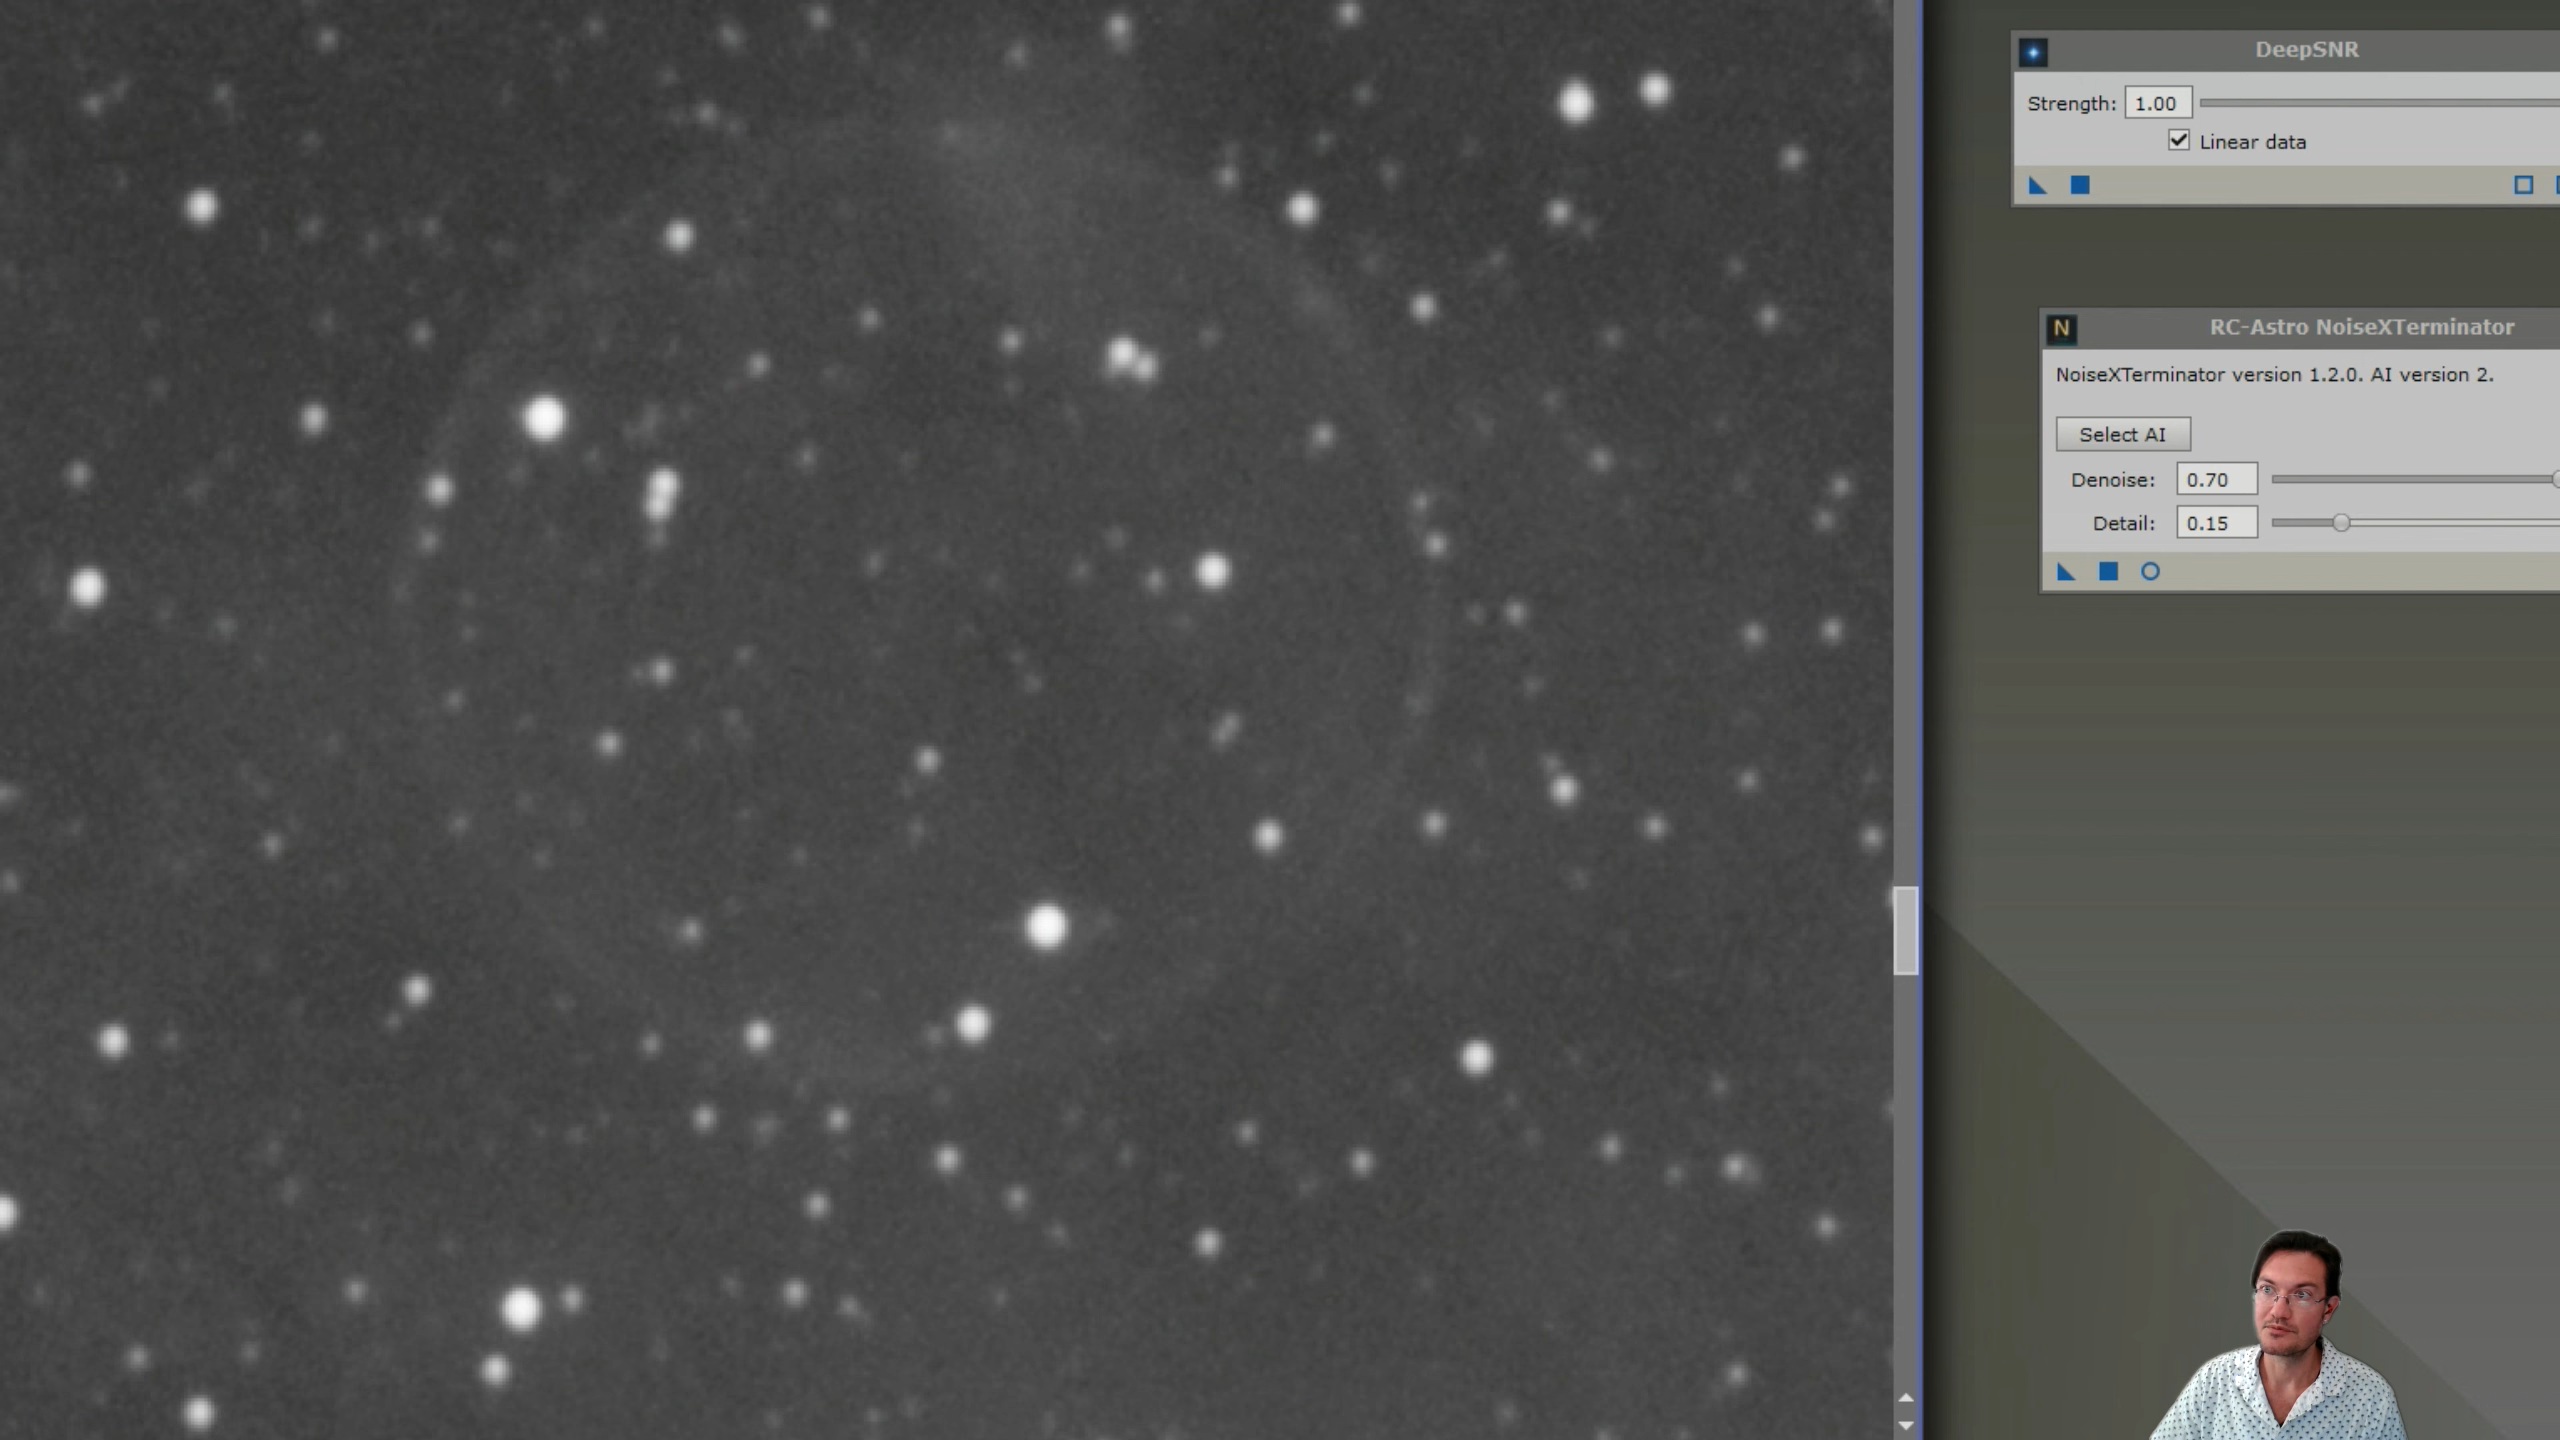 DeepSNR
Strength: 1.00
Linear data
N RC-Astro NoiseXTerminator
NoiseXTerminator version 1.2.0. AI version 2.
Select AI
Denoise: 0.70
Detail: 0.15